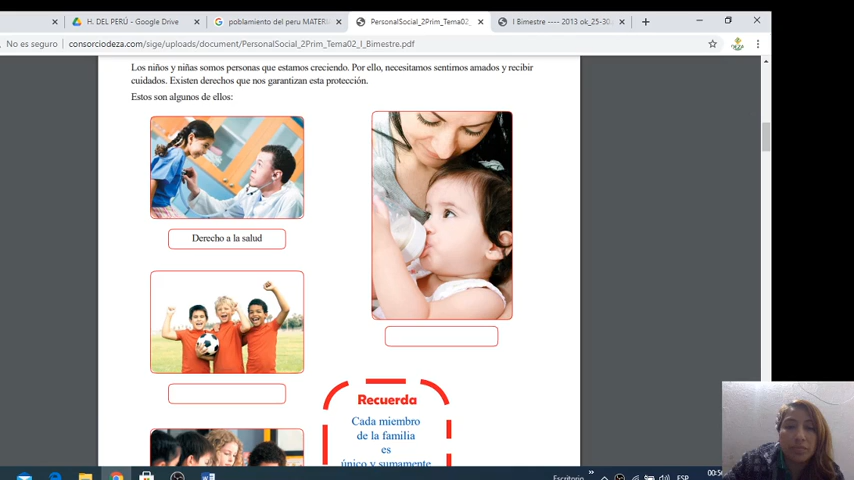 H. DEL PERÚ - Google Drive
poblamiento del peru MATERS
PersonalSocial_2Prim_Tema02_
I Bimestre ---- 2013 ok_25-30.
No es seguro
consorciodeza.com/sige/uploads/document/PersonalSocial_2Prim_Tema02_I_Bimestre.pdf
Los niños y niñas somos personas que estamos creciendo. Por ello, necesitamos sentirnos amados y recibir
cuidados. Existen derechos que nos garantizan esta protección.
Estos son algunos de ellos:
Derecho a la salud
Recuerda
Cada miembro
de la familia
es
único y sumamente
Escritorio
ESP